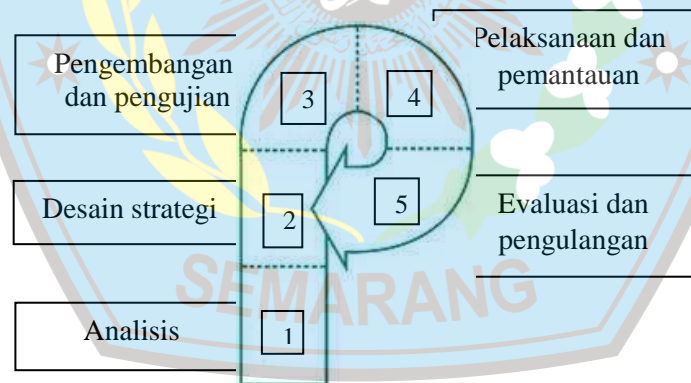 Pengembangan
dan pengujian
3
4
Pelaksanaan dan
pemantauan
Desain strategi
2
5
Evaluasi dan
pengulangan
SEMARANG
Analisis
1